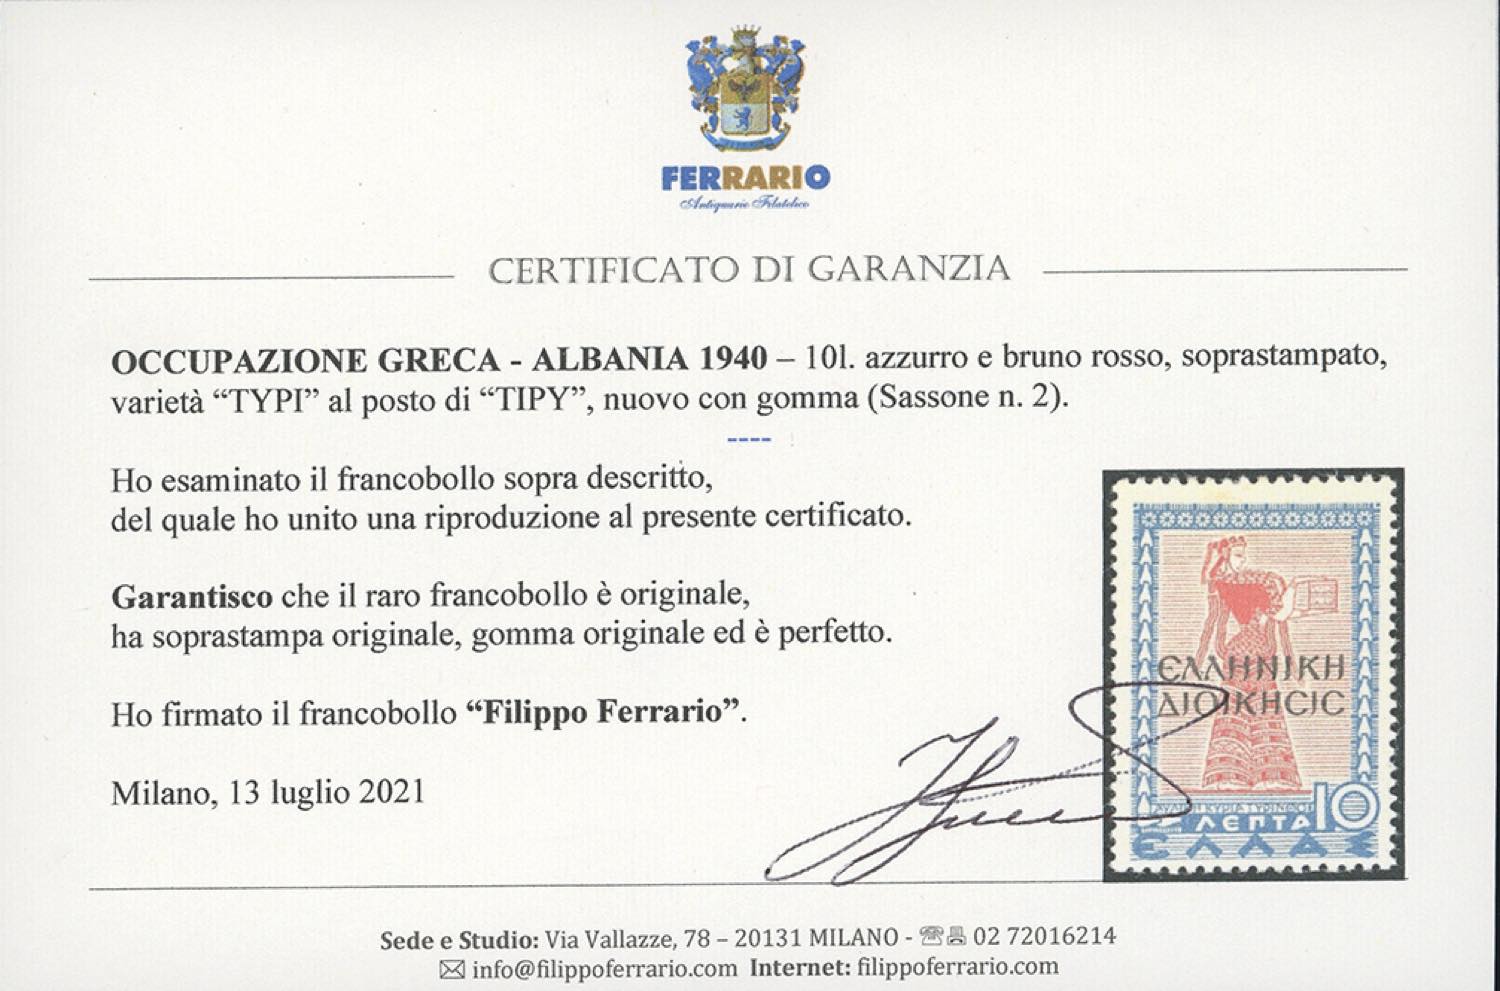 FERRARIO
Antiquario Filatelico
CERTIFICATO DI GARANZIA
OCCUPAZIONE GRECA - ALBANIA 1940 – 10l. azzurro e bruno rosso, soprastampato,
varietà “TYPI” al posto di “TIPY”, nuovo con gomma (Sassone n. 2).
----
Ho esaminato il francobollo sopra descritto,
del quale ho unito una riproduzione al presente certificato.
Garantisco che il raro francobollo è originale,
ha soprastampa originale, gomma originale ed è perfetto.
Ho firmato il francobollo “Filippo Ferrario”.
Milano, 13 luglio 2021
ΕΛΛΗΝΙΚΗ
ΔΙΟΙΚΗCΙC
ΛΕΠΤΑ 10
ΕΛΛΑΣ
Sede e Studio: Via Vallazze, 78 – 20131 MILANO - 02 72016214
info@filippoferrario.com Internet: filippoferrario.com